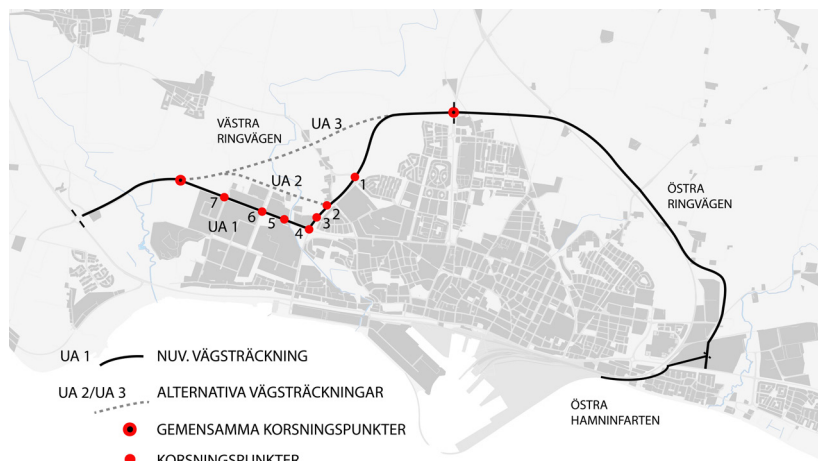 VÄSTRA
RINGVÄGEN
UA 3
UA 2
1
2
3
4
5
6
7
UA 1
ÖSTRA
RINGVÄGEN
ÖSTRA
HAMNINFARTEN
UA 1 NUV. VÄGSTRÄCKNING
UA 2/UA 3 ALTERNATIVA VÄGSTRÄCKNINGAR
GEMENSAMMA KORSNINGSPUNKTER
KORSNINGSPUNKTER